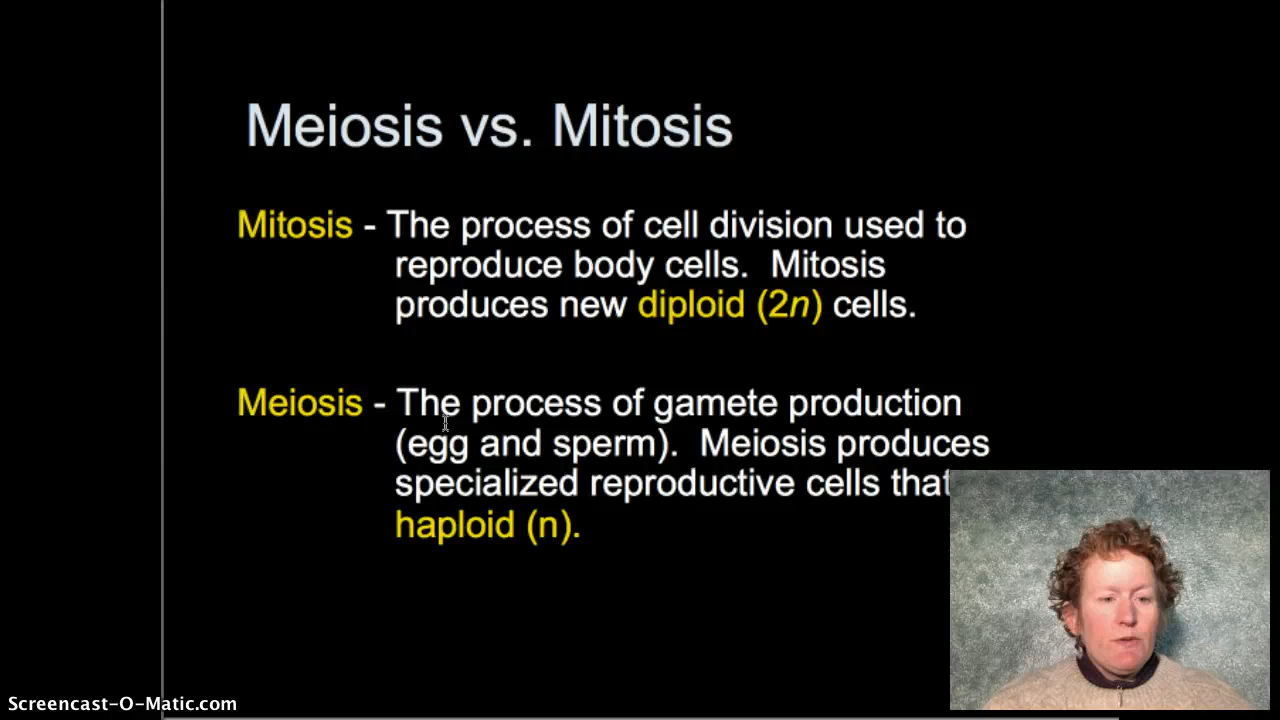 Meiosis vs. Mitosis
Mitosis - The process of cell division used to
reproduce body cells. Mitosis
produces new diploid (2n) cells.
Meiosis - The process of gamete production
(egg and sperm). Meiosis produces
specialized reproductive cells that
haploid (n).
Screencast-O-Matic.com